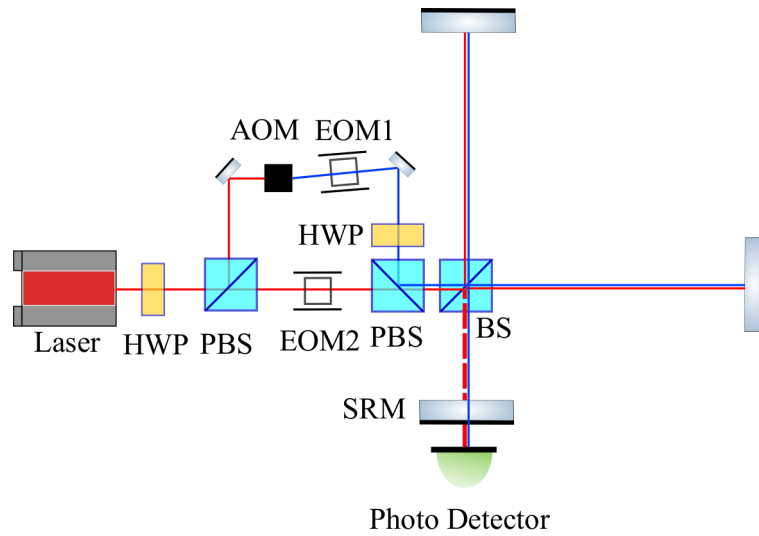 AOM
EOM1
HWP
Laser
HWP
PBS
EOM2
PBS
BS
SRM
Photo Detector